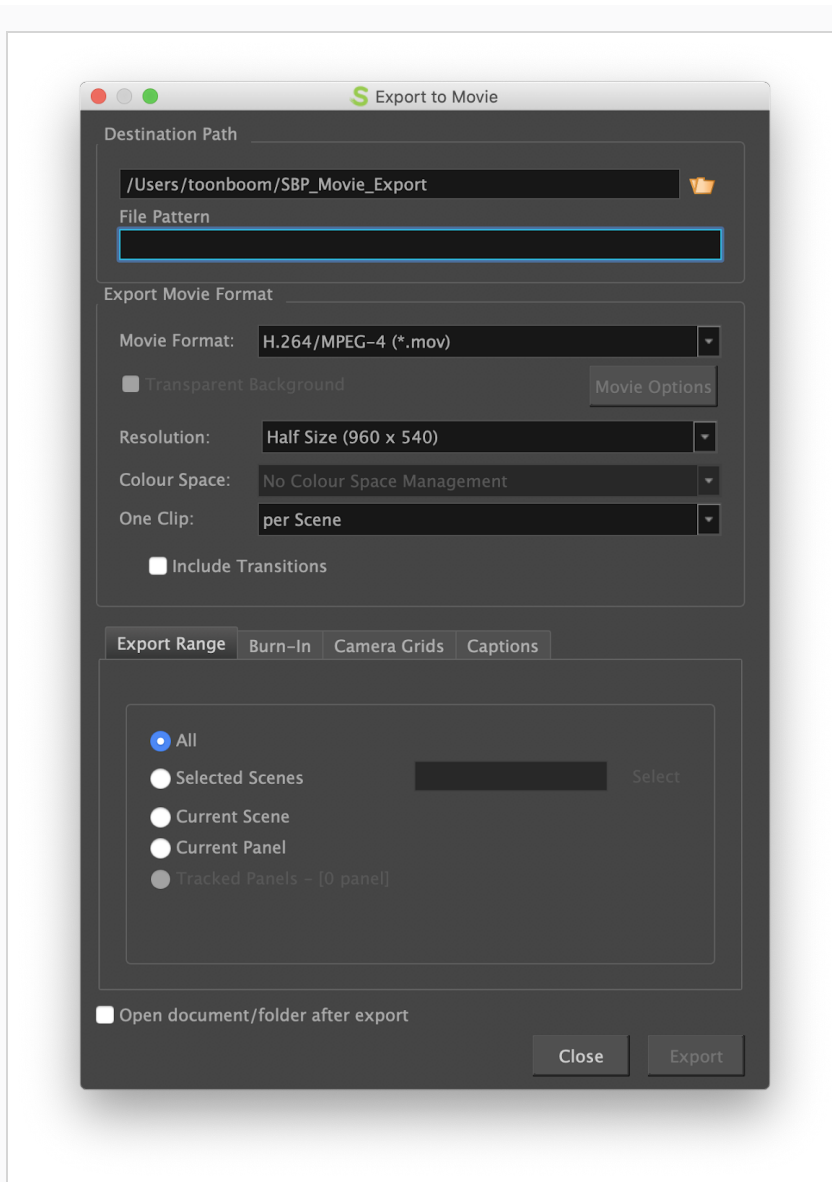 Export to Movie
Destination Path
/Users/toonboom/SBP_Movie_Export
File Pattern
Export Movie Format
Movie Format: H.264/MPEG-4 (*.mov)
Transparent Background Movie Options
Resolution: Half Size (960 x 540)
Colour Space: No Colour Space Management
One Clip: per Scene
Include Transitions
Export Range Burn-In Camera Grids Captions
All
Selected Scenes Select
Current Scene
Current Panel
Tracked Panels - [0 panel]
Open document/folder after export
Close Export